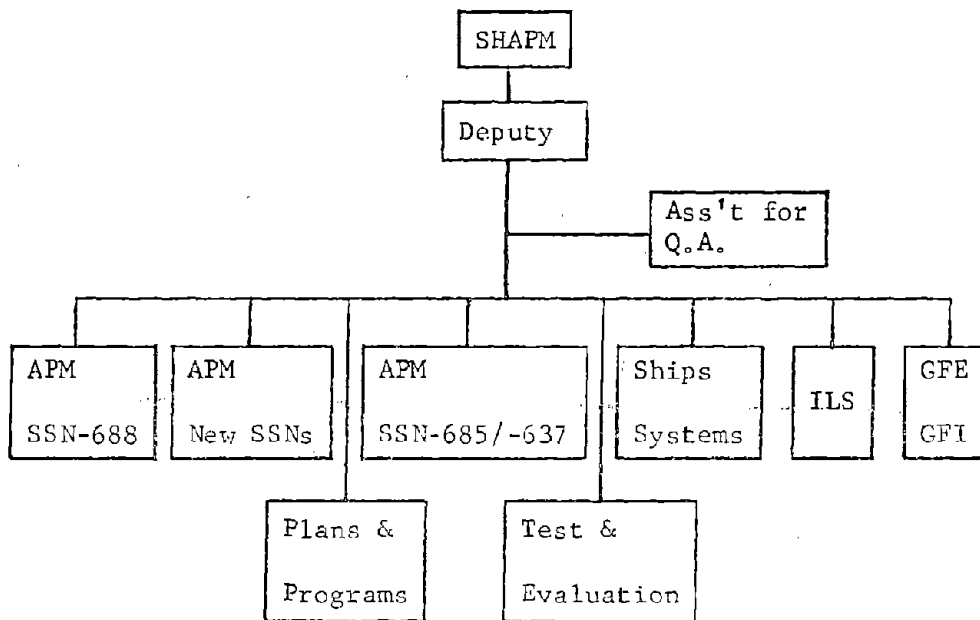 SHAPM
Deputy
Ass't for
Q.A.
APM
SSN-688
APM
New SSNs
APM
SSN-685/-637
Ships
Systems
ILS
GFE
GFI
Plans &
Programs
Test &
Evaluation